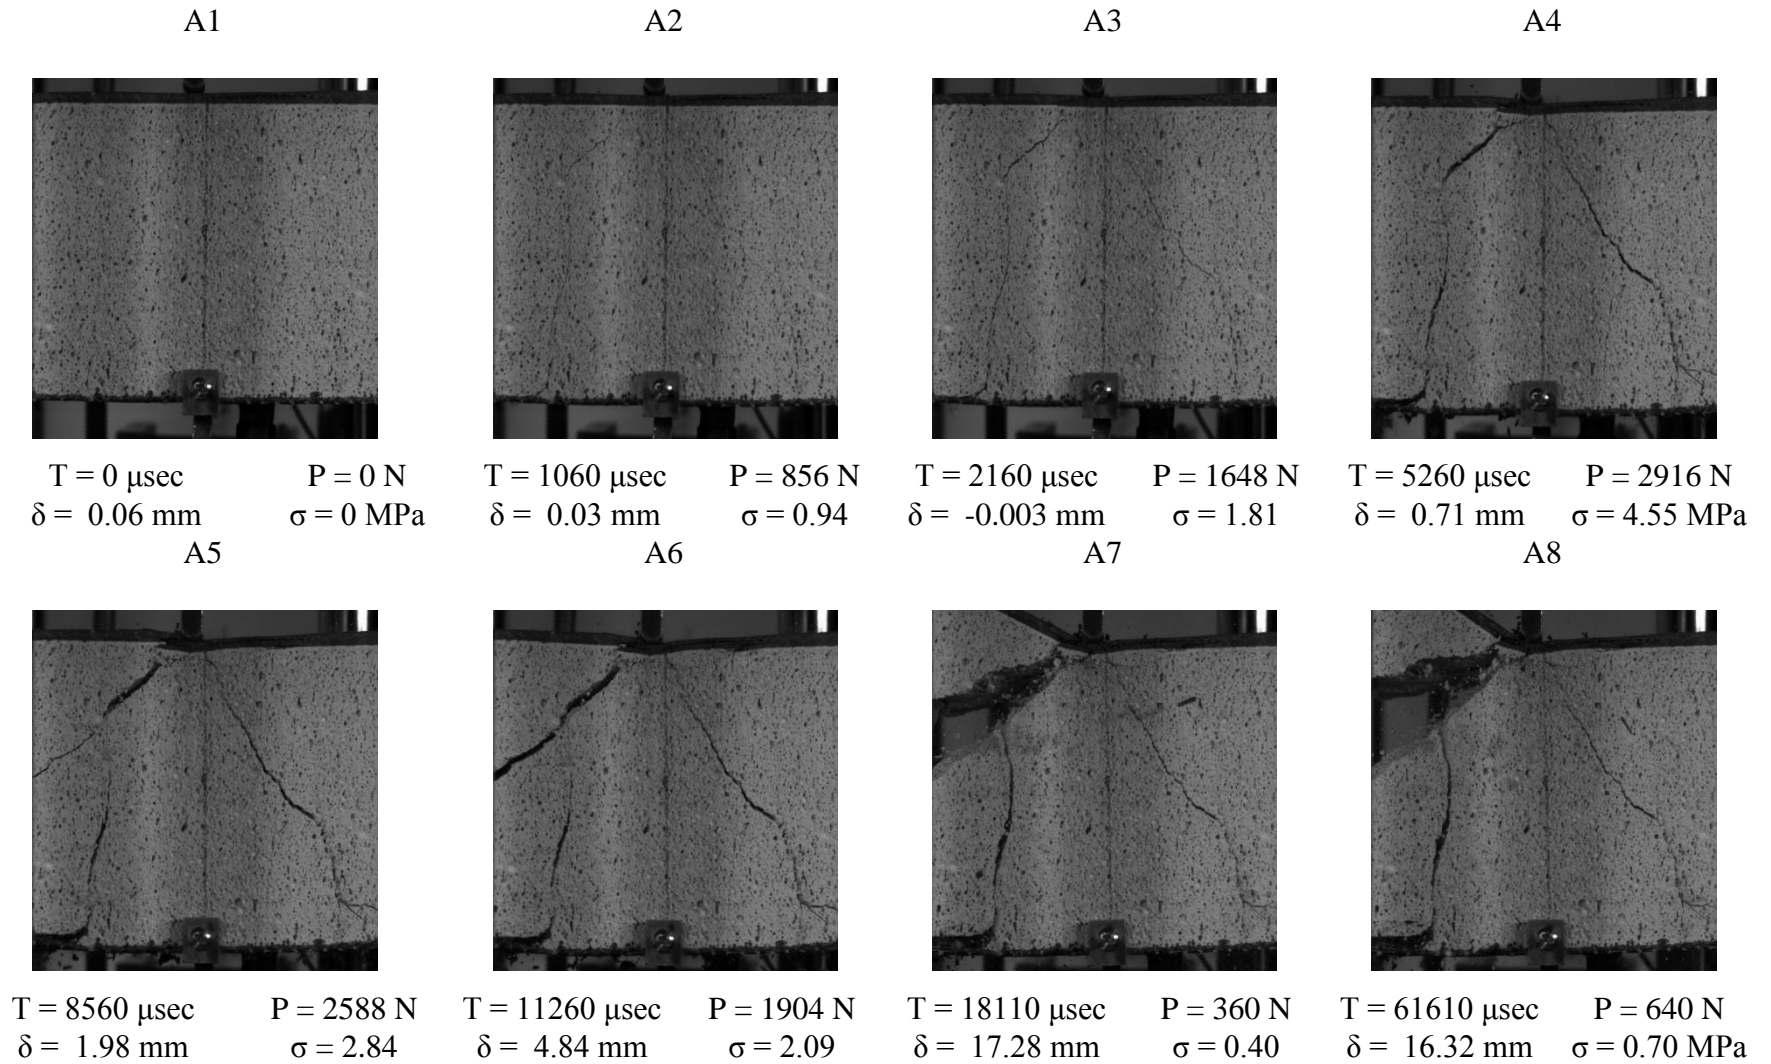 A1 A2 A3 A4
T = 0 μsec P = 0 N T = 1060 μsec P = 856 N T = 2160 μsec P = 1648 N T = 5260 μsec P = 2916 N
δ = 0.06 mm σ = 0 MPa δ = 0.03 mm σ = 0.94 δ = -0.003 mm σ = 1.81 δ = 0.71 mm σ = 4.55 MPa
A5 A6 A7 A8
T = 8560 μsec P = 2588 N T = 11260 μsec P = 1904 N T = 18110 μsec P = 360 N T = 61610 μsec P = 640 N
δ = 1.98 mm σ = 2.84 δ = 4.84 mm σ = 2.09 δ = 17.28 mm σ = 0.40 δ = 16.32 mm σ = 0.70 MPa